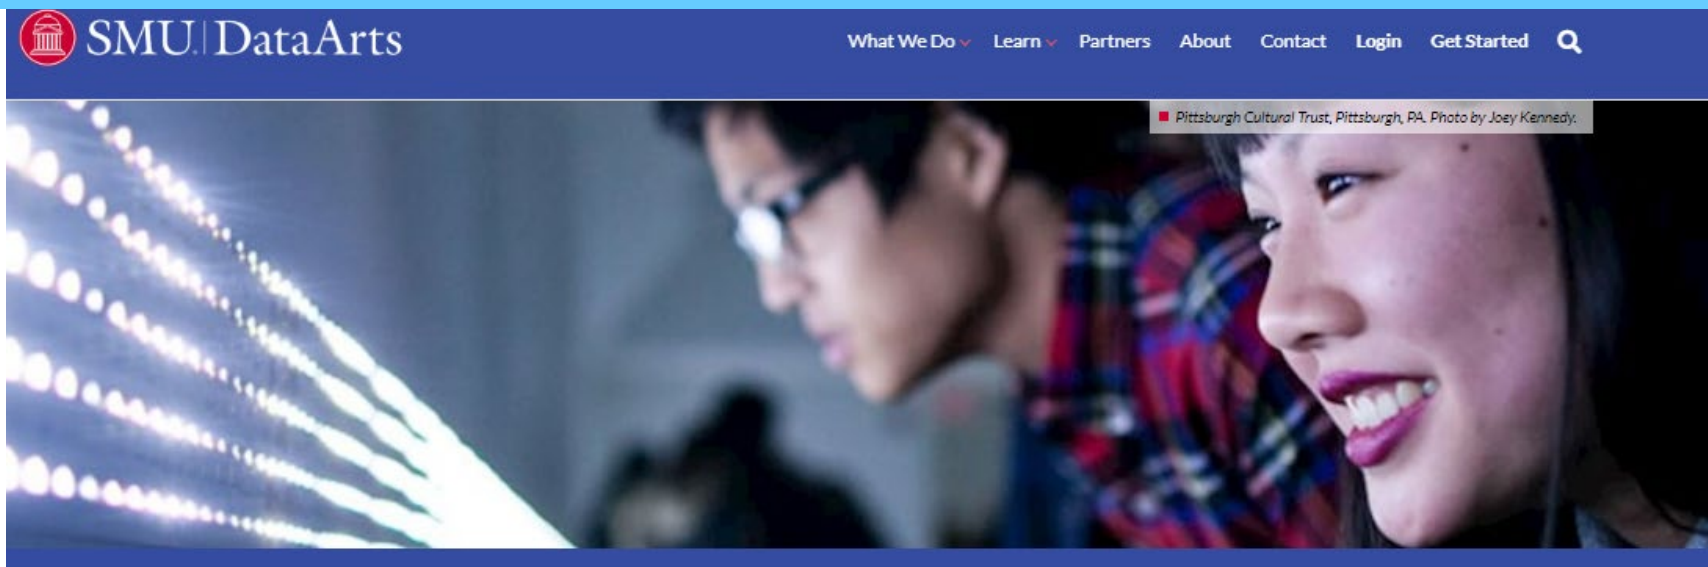 SMU. DataArts
What We Do Learn Partners About Contact Login Get Started
Pittsburgh Cultural Trust, Pittsburgh, PA. Photo by Joey Kennedy.